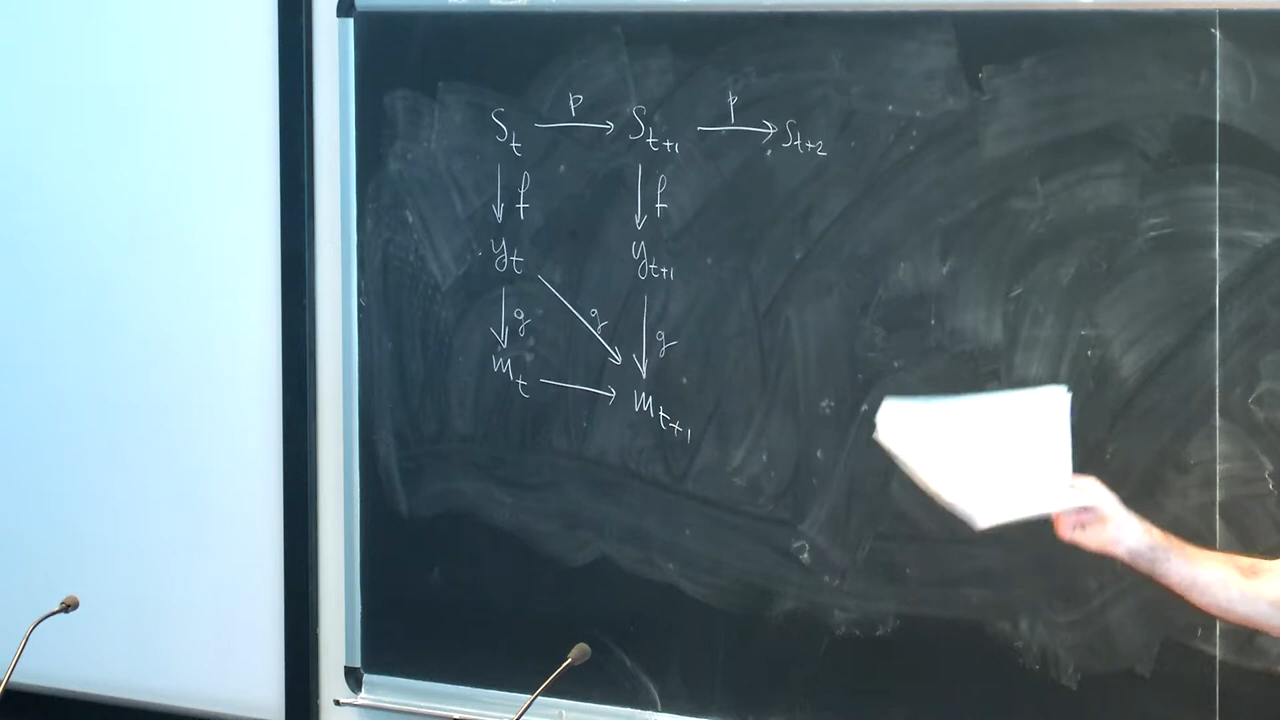 p p
S_t → S_{t+1} → S_{t+2}
↓ f ↓ f
y_t y_{t+1}
↓ g ↘ g ↓ g
m_t → m_{t+1}